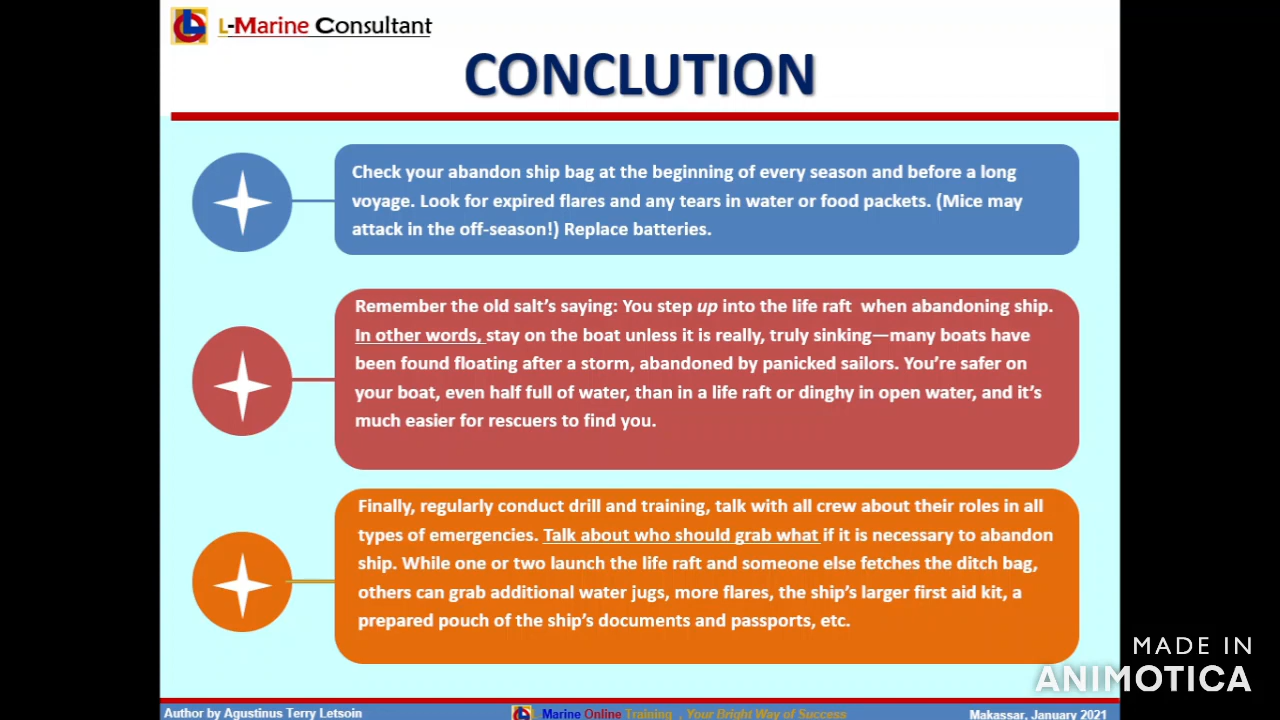 L-Marine Consultant
CONCLUTION
Check your abandon ship bag at the beginning of every season and before a long
voyage. Look for expired flares and any tears in water or food packets. (Mice may
attack in the off-season!) Replace batteries.
Remember the old salt’s saying: You step up into the life raft when abandoning ship.
In other words, stay on the boat unless it is really, truly sinking—many boats have
been found floating after a storm, abandoned by panicked sailors. You’re safer on
your boat, even half full of water, than in a life raft or dinghy in open water, and it’s
much easier for rescuers to find you.
Finally, regularly conduct drill and training, talk with all crew about their roles in all
types of emergencies. Talk about who should grab what if it is necessary to abandon
ship. While one or two launch the life raft and someone else fetches the ditch bag,
others can grab additional water jugs, more flares, the ship’s larger first aid kit, a
prepared pouch of the ship’s documents and passports, etc.
MADE IN
ANIMOTICA
Author by Agustinus Terry Letsoin
Marine Online Training , Your Bright Way of Success
Makassar, January 2021